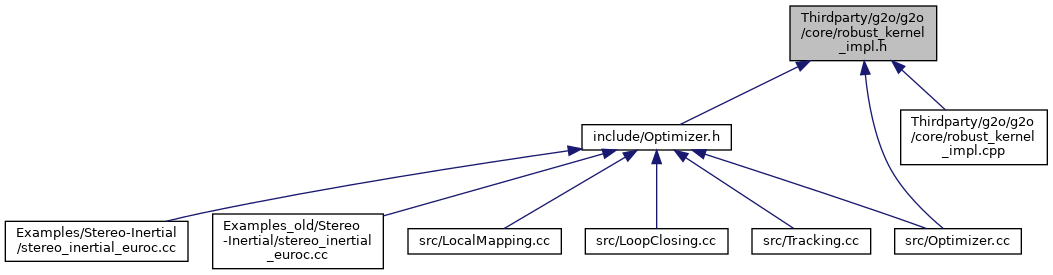 Thirdparty/g2o/g2o
/core/robust_kernel
_impl.h
include/Optimizer.h
Thirdparty/g2o/g2o
/core/robust_kernel
_impl.cpp
Examples/Stereo-Inertial
/stereo_inertial_euroc.cc
Examples_old/Stereo
-Inertial/stereo_inertial
_euroc.cc
src/LocalMapping.cc
src/LoopClosing.cc
src/Tracking.cc
src/Optimizer.cc